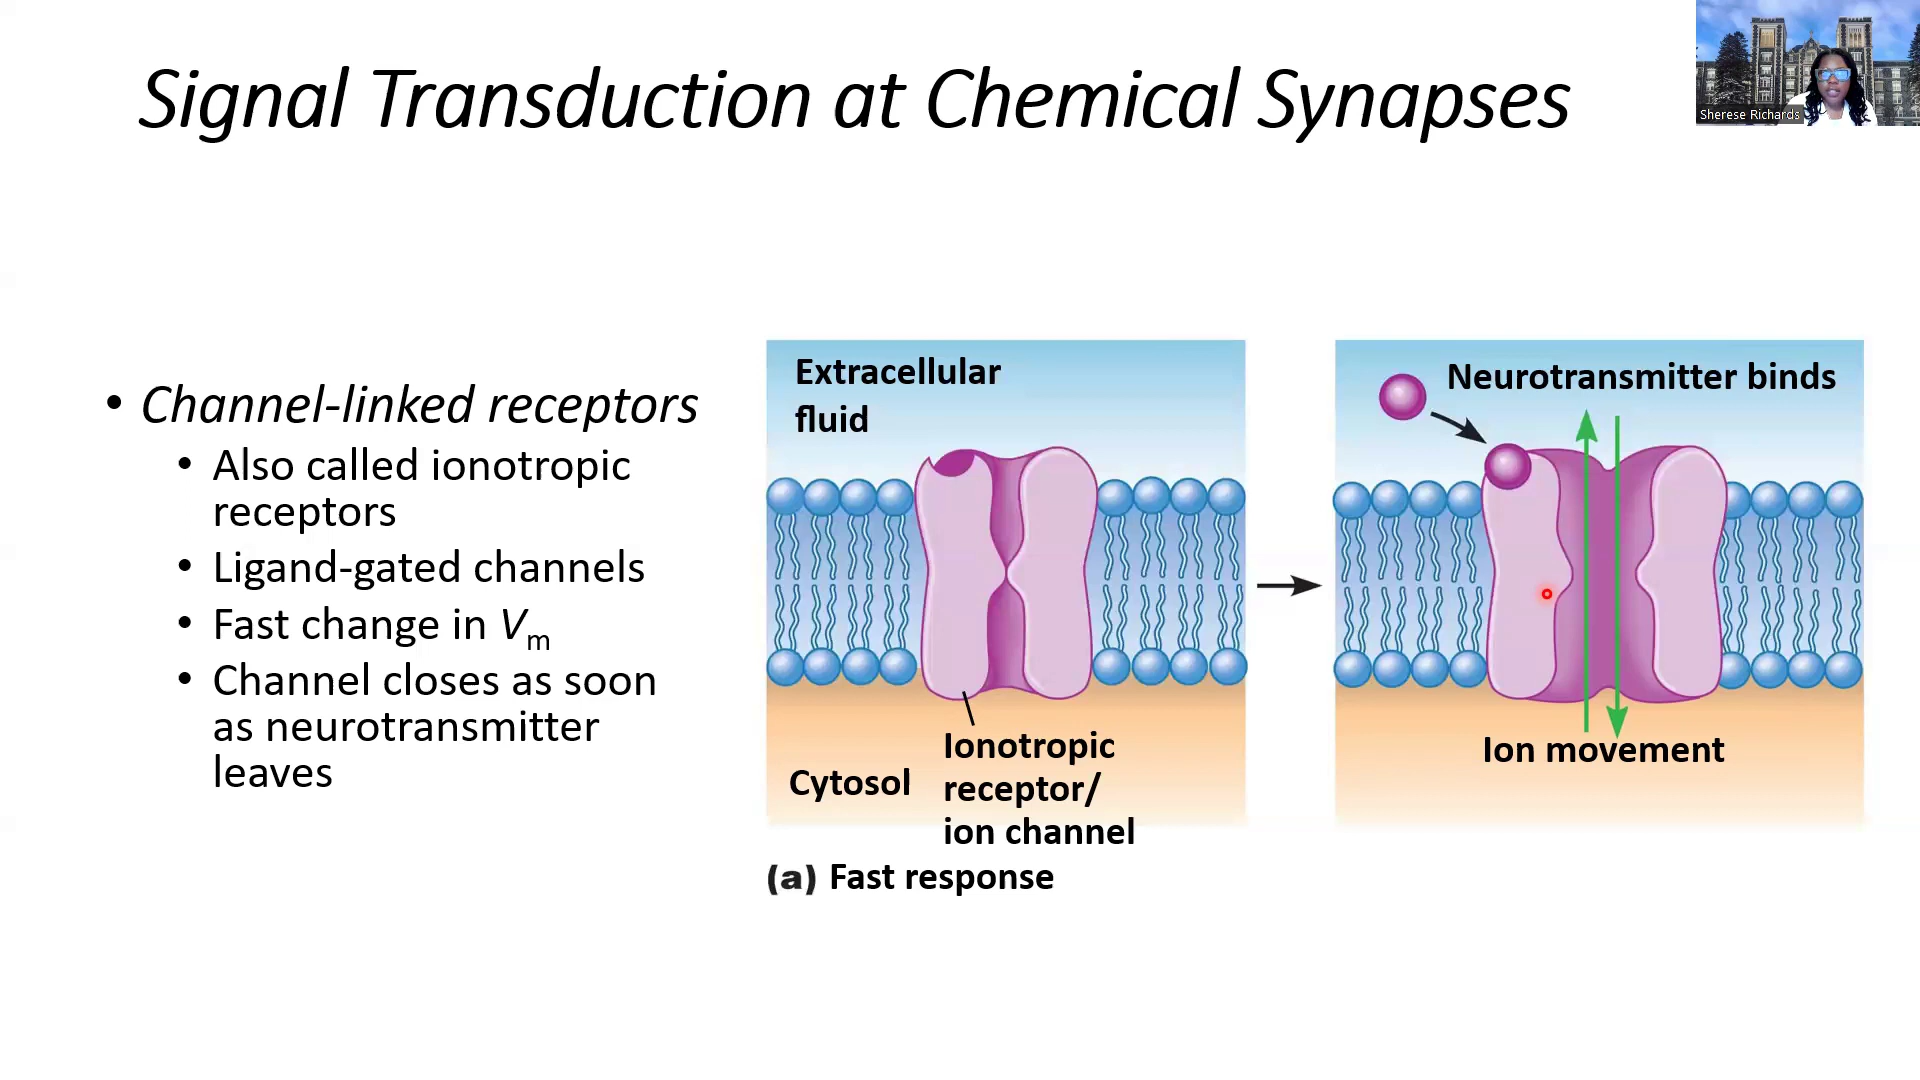 Signal Transduction at Chemical Synapses
Sherese Richards
• Channel-linked receptors
• Also called ionotropic
receptors
• Ligand-gated channels
• Fast change in Vm
• Channel closes as soon
as neurotransmitter
leaves
Extracellular
fluid
Cytosol
Ionotropic
receptor/
ion channel
Neurotransmitter binds
Ion movement
(a) Fast response